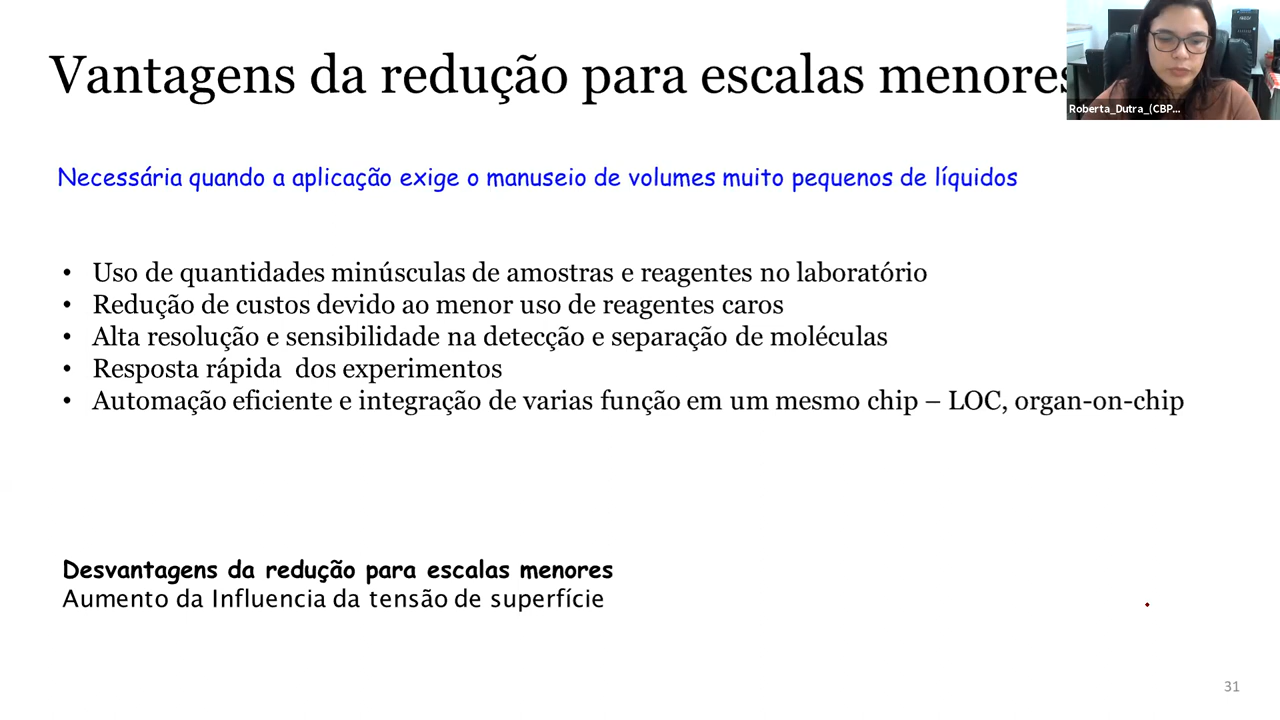 Vantagens da redução para escalas menores
Roberta_Dutra_(CBP...
Necessária quando a aplicação exige o manuseio de volumes muito pequenos de líquidos
• Uso de quantidades minúsculas de amostras e reagentes no laboratório
• Redução de custos devido ao menor uso de reagentes caros
• Alta resolução e sensibilidade na detecção e separação de moléculas
• Resposta rápida  dos experimentos
• Automação eficiente e integração de varias função em um mesmo chip – LOC, organ-on-chip
Desvantagens da redução para escalas menores
Aumento da Influencia da tensão de superfície
31